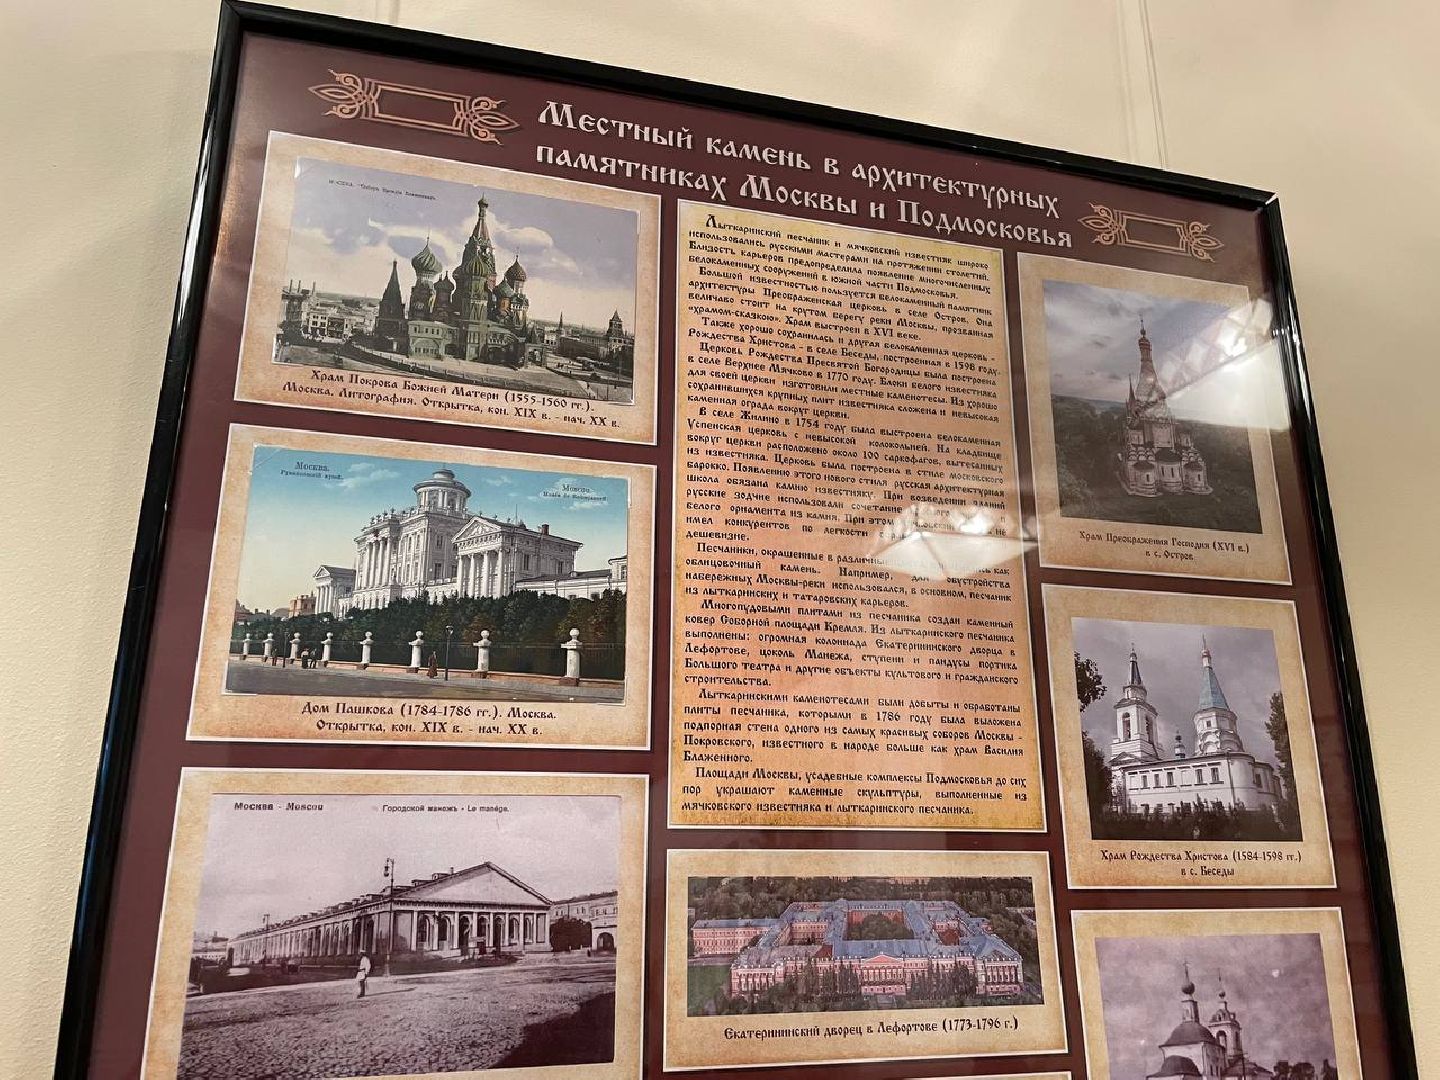 Местный камень в архитектурных
памятниках Москвы и Подмосковья
Москва.
Храм Покрова Божией Матери (1555-1560 гг.).
Москва. Литография. Открытка, кон. XIX в. - нач. XX в.
Москва.
Румянцевскій музей.
Moscou.
Дом Пашкова (1784-1786 гг.). Москва.
Открытка, кон. XIX в. - нач. XX в.
Москва - Moscou
Городской манежъ - Le manége.
Лыткаринский песчаник и мячковский известняк широко
использовались русскими мастерами на протяжении столетий.
Близость карьеров предопределила появление многочисленных
белокаменных сооружений в южной части Подмосковья.
Большой известностью пользуется белокаменный памятник
архитектуры Преображенская церковь в селе Остров. Она
величаво стоит на крутом берегу реки Москвы, прозванная
«храмом-сказкою». Храм выстроен в XVI веке.
Также хорошо сохранилась и другая белокаменная церковь -
Рождества Христова - в селе Беседы, построенная в 1598 году.
Церковь Рождества Пресвятой Богородицы была построена
в селе Верхнее Мячково в 1770 году. Блоки белого известняка
для своей церкви изготовили местные каменотесы. Из хорошо
сохранившихся крупных плит известняка сложена и невысокая
каменная ограда вокруг церкви.
В селе Жилино в 1754 году была выстроена белокаменная
Успенская церковь с невысокой колокольней. На кладбище
вокруг церкви расположено около 100 саркофагов, вытесанных
из известняка. Церковь была построена в стиле московского
барокко. Появлению этого нового стиля русская архитектурная
школа обязана камню известняку. При возведении зданий
русские зодчие использовали сочетание и
белого орнамента из камня. При этом не
имел конкурентов по легкости и
дешевизне.
Песчаники, окрашенные в различные как
облицовочный камень. Например, для обустройства
набережных Москвы-реки использовался, в основном, песчаник
из лыткаринских и татаровских карьеров.
Многопудовыми плитами из песчаника создан каменный
ковер Соборной площади Кремля. Из лыткаринского песчаника
выполнены: огромная колоннада Екатерининского дворца в
Лефортове, цоколь Манежа, ступени и пандусы портика
Большого театра и другие объекты культового и гражданского
строительства.
Лыткаринскими каменотесами были добыты и обработаны
плиты песчаника, которыми в 1786 году была выложена
подпорная стена одного из самых красивых соборов Москвы -
Покровского, известного в народе больше как храм Василия
Блаженного.
Площади Москвы, усадебные комплексы Подмосковья до сих
пор украшают каменные скульптуры, выполненные из
мячковского известняка и лыткаринского песчаника.
Екатерининский дворец в Лефортове (1773-1796 г.)
Храм Преображения Господня (XVI в.)
в с. Остров.
Храм Рождества Христова (1584-1598 гг.)
в с. Беседы